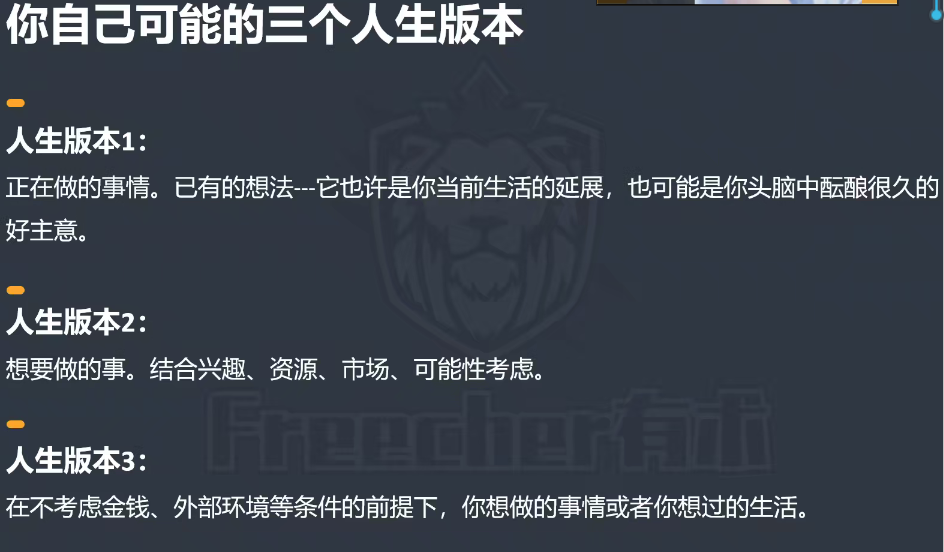 你自己可能的三个人生版本
人生版本1：
正在做的事情。已有的想法---它也许是你当前生活的延展，也可能是你头脑中酝酿很久的
好主意。
人生版本2：
想要做的事。结合兴趣、资源、市场、可能性考虑。
Freecher有术
人生版本3：
在不考虑金钱、外部环境等条件的前提下，你想做的事情或者你想过的生活。